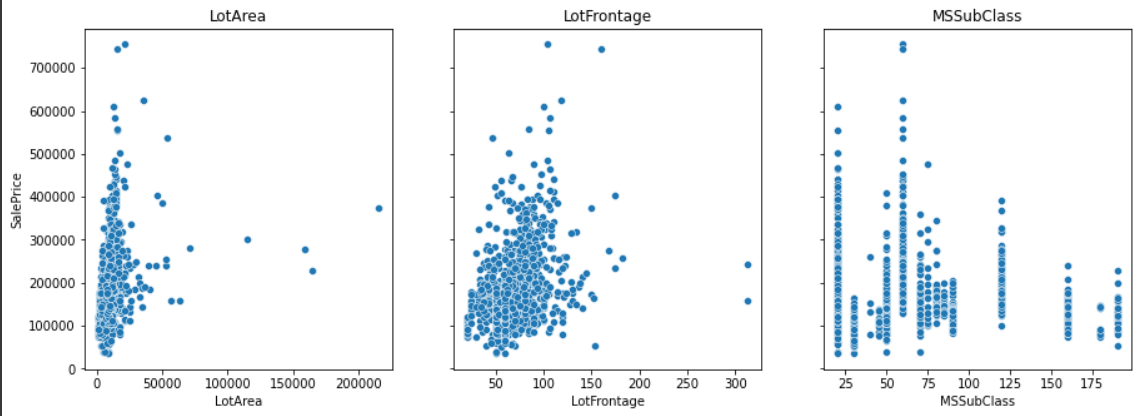 LotArea
LotFrontage
MSSubClass
SalePrice
700000
600000
500000
400000
300000
200000
100000
0
0 50000 100000 150000 200000
LotArea
50 100 150 200 250 300
LotFrontage
25 50 75 100 125 150 175
MSSubClass